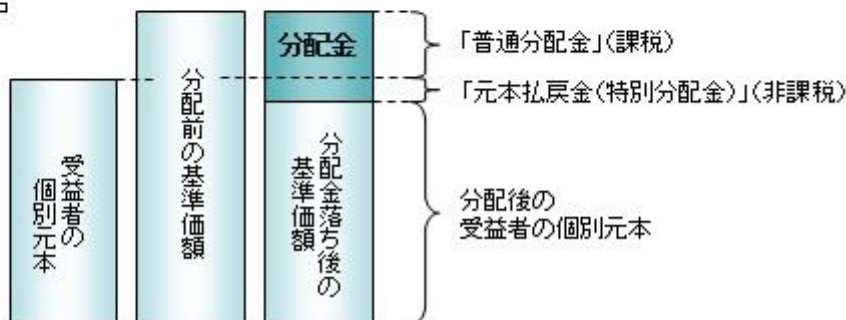 受益者の
個別元本
分配前の基準価額
分配金
分配金落ち後の
基準価額
「普通分配金」(課税)
「元本払戻金(特別分配金)」(非課税)
分配後の
受益者の個別元本